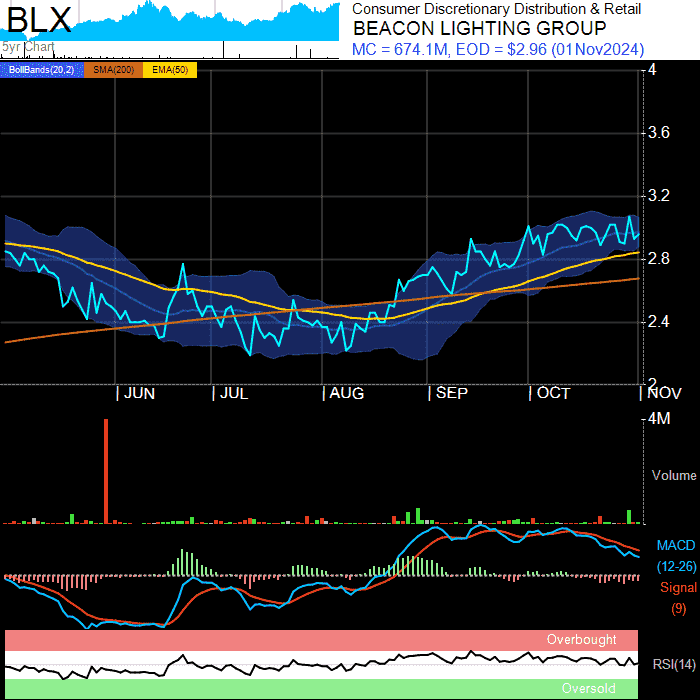 BLX
5yr Chart
Consumer Discretionary Distribution & Retail
BEACON LIGHTING GROUP
MC = 674.1M, EOD = $2.96 (01Nov2024)
BollBands(20,2) SMA(200) EMA(50)
4
3.6
3.2
2.8
2.4
2
JUN JUL AUG SEP OCT NOV
4M
Volume
MACD
(12-26)
Signal
(9)
Overbought
RSI(14)
Oversold